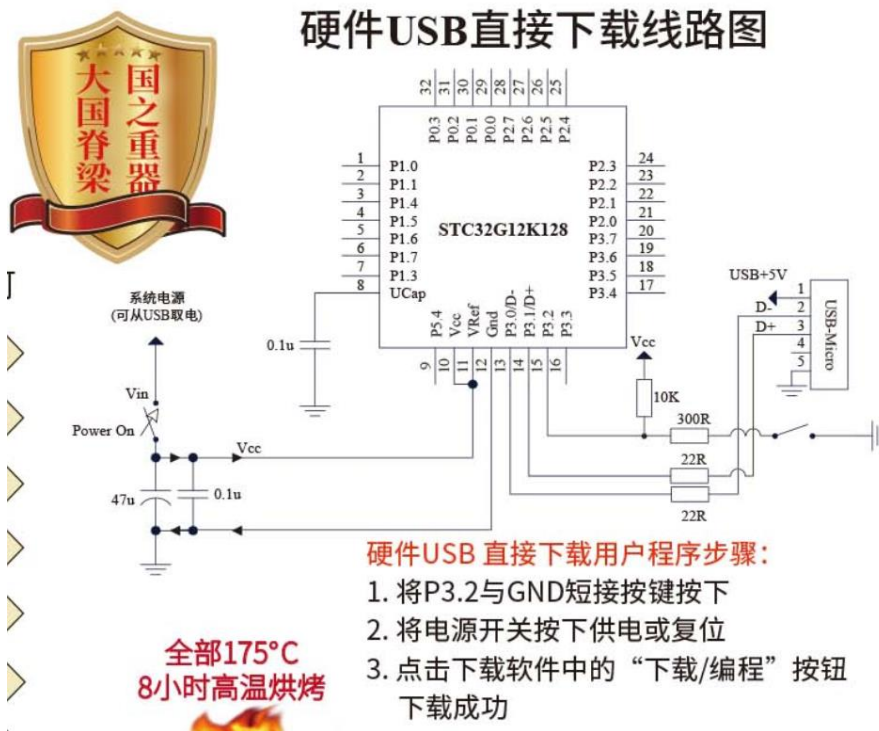 硬件USB直接下载线路图
国之重器
大国脊梁
32
31
30
29
28
27
26
25
P0.3
P0.2
P0.1
P0.0
P2.7
P2.6
P2.5
P2.4
1 P1.0
2 P1.1
3 P1.4
4 P1.5
5 P1.6
6 P1.7
7 P1.3
8 UCap
STC32G12K128
P2.3 24
P2.2 23
P2.1 22
P2.0 21
P3.7 20
P3.6 19
P3.5 18
P3.4 17
P5.4
Vcc
VRef
Gnd
P3.0/D-
P3.1/D+
P3.2
P3.3
9
10
11
12
13
14
15
16
0.1u
系统电源
(可从USB取电)
Vin
Power On
Vcc
47u
0.1u
Vcc
10K
300R
22R
22R
USB+5V
D-
D+
1
2
3
4
5
USB-Micro
硬件USB 直接下载用户程序步骤:
1. 将P3.2与GND短接按键按下
2. 将电源开关按下供电或复位
3. 点击下载软件中的“下载/编程”按钮
下载成功
全部175°C
8小时高温烘烤